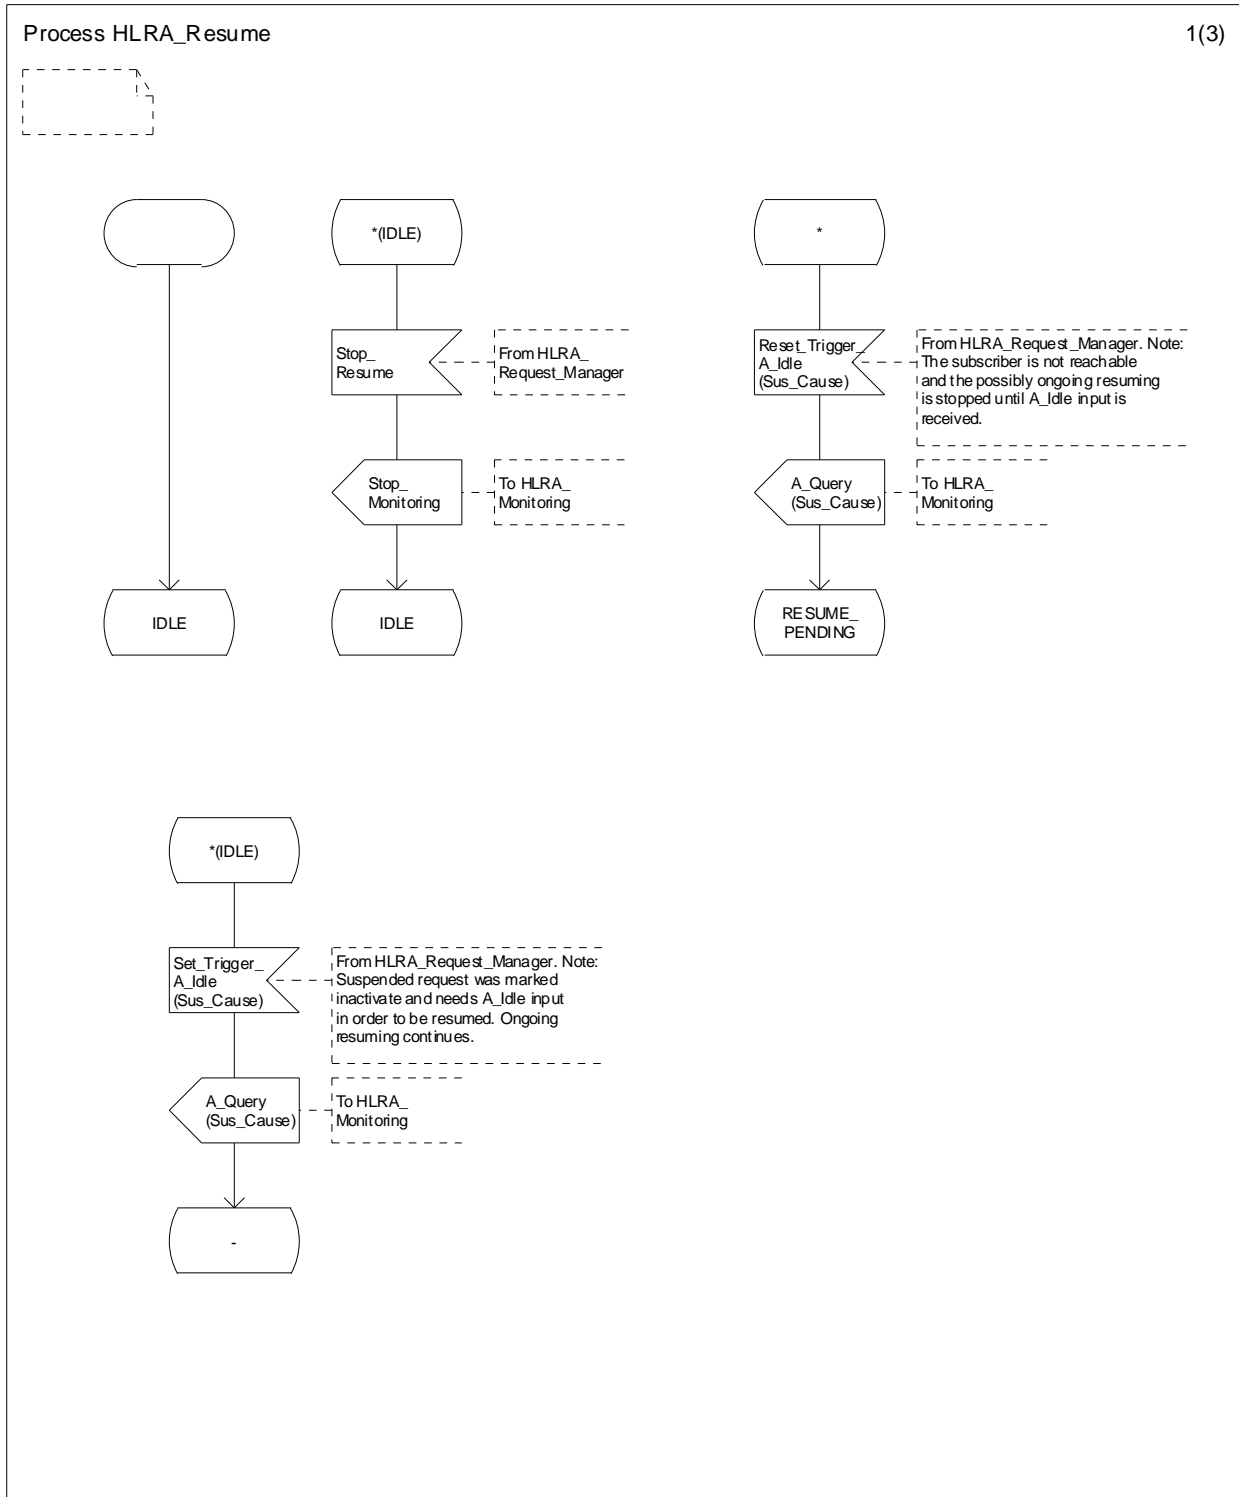 Process HLRA_Resume
1(3)
*(IDLE)
*
Stop_
Resume
From HLRA_
Request_Manager
Reset_Trigger_
A_Idle
(Sus_Cause)
From HLRA_Request_Manager. Note:
The subscriber is not reachable
and the possibly ongoing resuming
is stopped until A_Idle input is
received.
Stop_
Monitoring
To HLRA_
Monitoring
A_Query
(Sus_Cause)
To HLRA_
Monitoring
IDLE
IDLE
RESUME_
PENDING
*(IDLE)
Set_Trigger_
A_Idle
(Sus_Cause)
From HLRA_Request_Manager. Note:
Suspended request was marked
inactivate and needs A_Idle input
in order to be resumed. Ongoing
resuming continues.
A_Query
(Sus_Cause)
To HLRA_
Monitoring
-